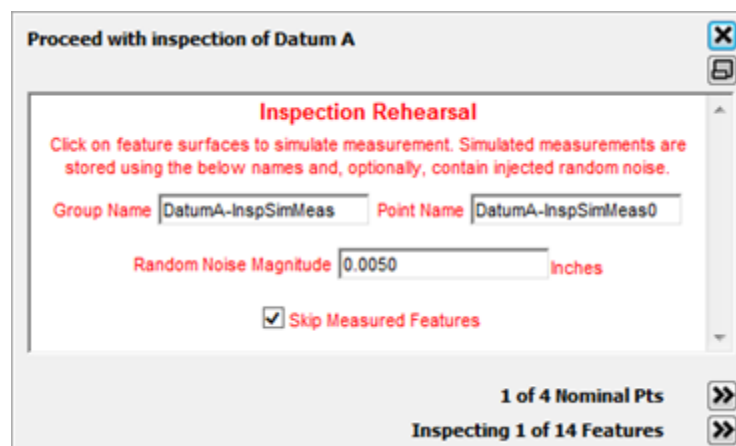 Proceed with inspection of Datum A
Inspection Rehearsal
Click on feature surfaces to simulate measurement. Simulated measurements are
stored using the below names and, optionally, contain injected random noise.
Group Name DatumA-InspSimMeas Point Name DatumA-InspSimMeas0
Random Noise Magnitude 0.0050 Inches
Skip Measured Features
1 of 4 Nominal Pts
Inspecting 1 of 14 Features